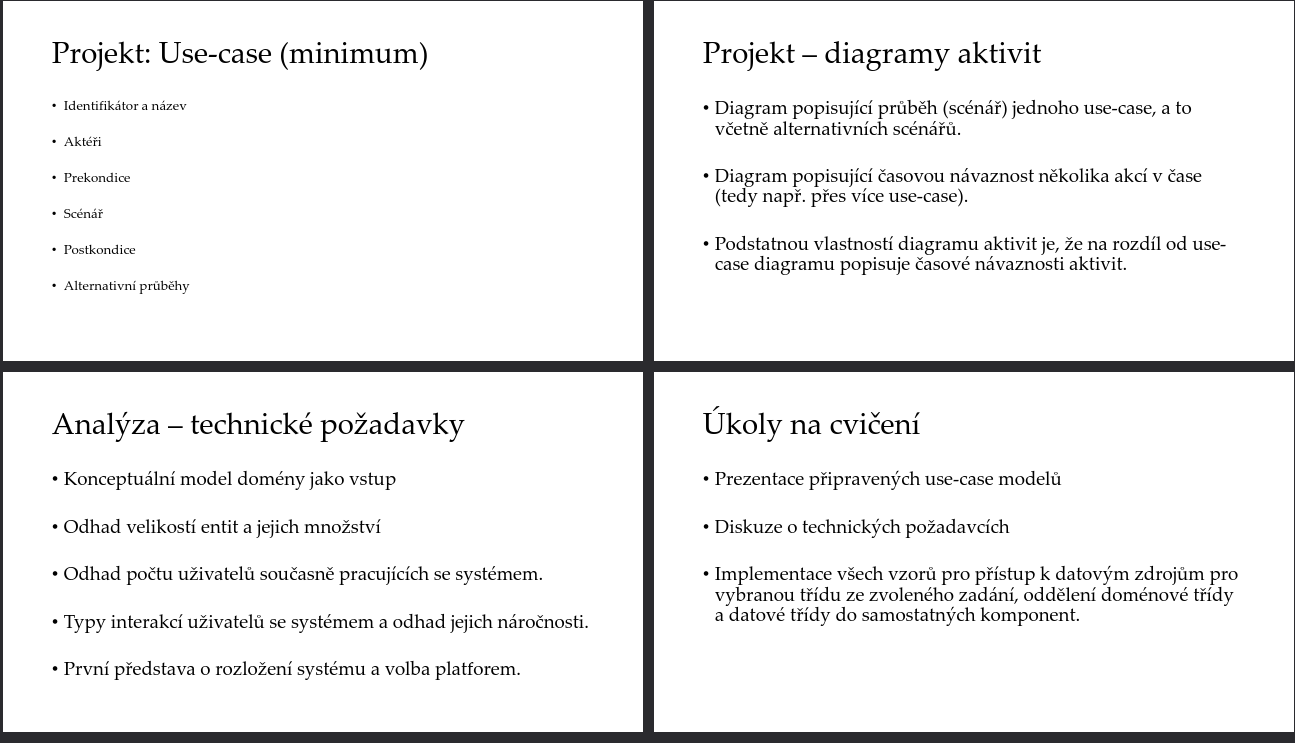 Projekt: Use-case (minimum)
• Identifikátor a název
• Aktéři
• Prekondice
• Scénář
• Postkondice
• Alternativní průběhy
Projekt – diagramy aktivit
• Diagram popisující průběh (scénář) jednoho use-case, a to
včetně alternativních scénářů.
• Diagram popisující časovou návaznost několika akcí v čase
(tedy např. přes více use-case).
• Podstatnou vlastností diagramu aktivit je, že na rozdíl od use-
case diagramu popisuje časové návaznosti aktivit.
Analýza – technické požadavky
• Konceptuální model domény jako vstup
• Odhad velikostí entit a jejich množství
• Odhad počtu uživatelů současně pracujících se systémem.
• Typy interakcí uživatelů se systémem a odhad jejich náročnosti.
• První představa o rozložení systému a volba platforem.
Úkoly na cvičení
• Prezentace připravených use-case modelů
• Diskuze o technických požadavcích
• Implementace všech vzorů pro přístup k datovým zdrojům pro
vybranou třídu ze zvoleného zadání, oddělení doménové třídy
a datové třídy do samostatných komponent.